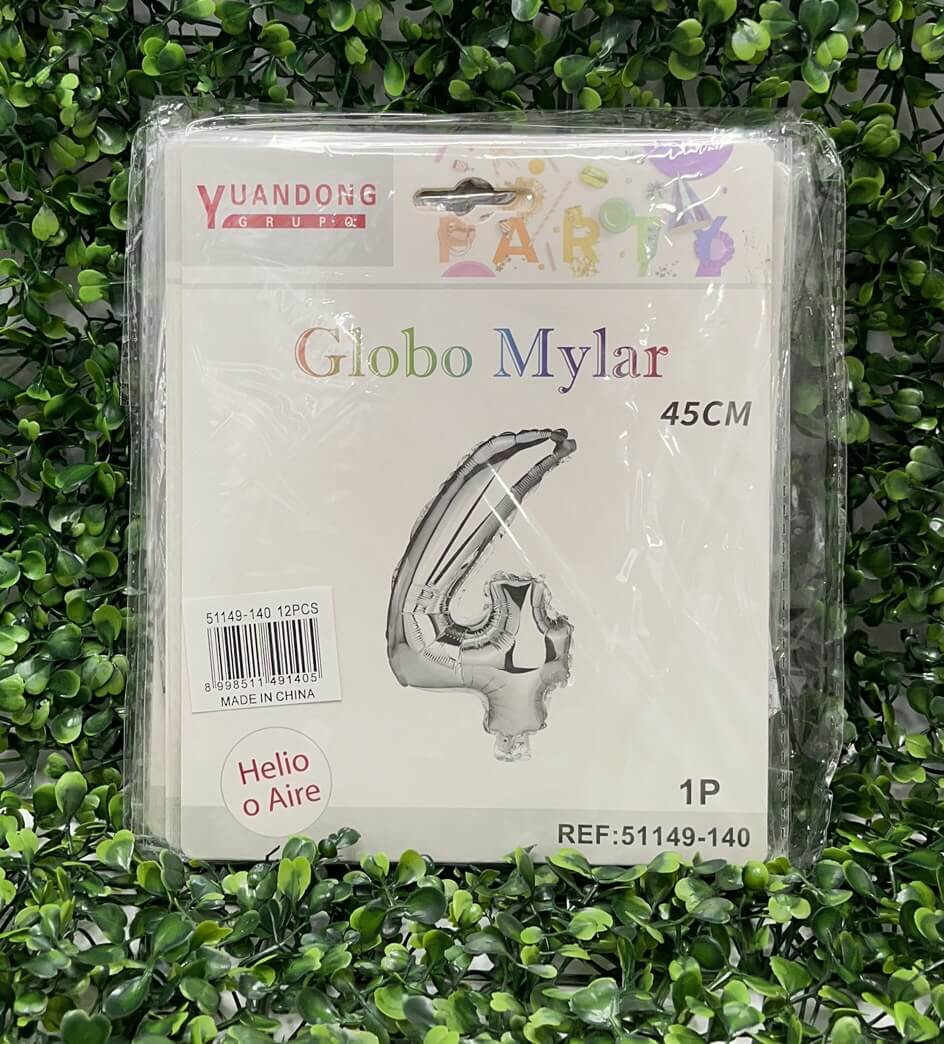 YUANDONG
GRUPO
PARTY
Globo Mylar
45CM
4
51149-140 12PCS
8 998511 491405
MADE IN CHINA
Helio
o Aire
1P
REF:51149-140